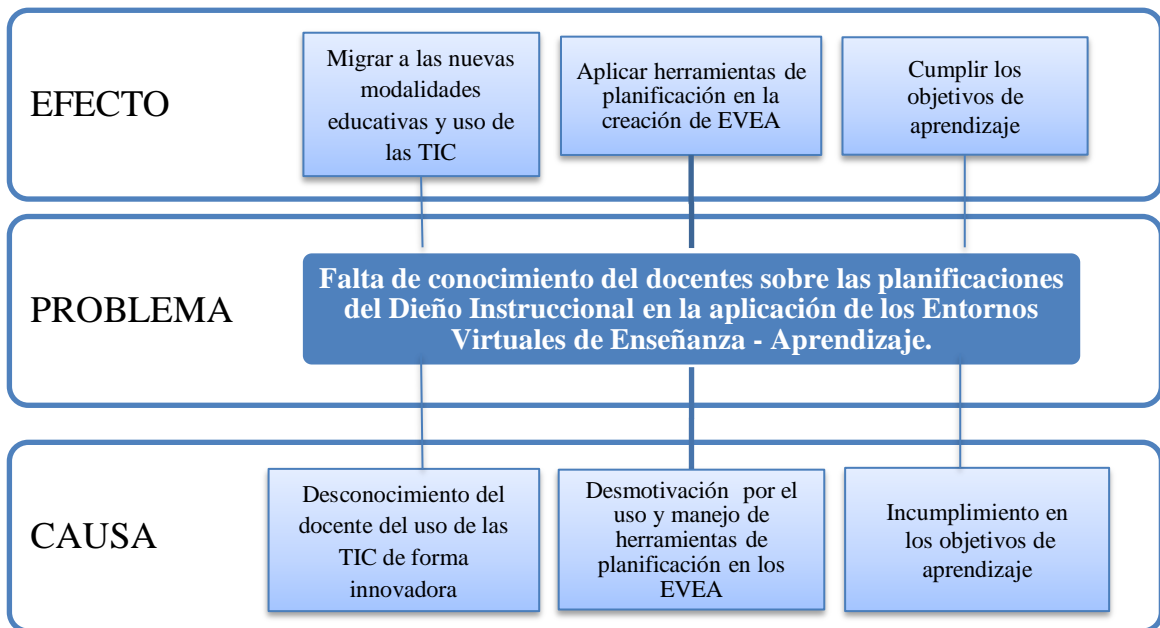 EFECTO
Migrar a las nuevas
modalidades
educativas y uso de
las TIC
Aplicar herramientas de
planificación en la
creación de EVEA
Cumplir los
objetivos de
aprendizaje
PROBLEMA
Falta de conocimiento del docentes sobre las planificaciones
del Dieño Instruccional en la aplicación de los Entornos
Virtuales de Enseñanza - Aprendizaje.
CAUSA
Desconocimiento del
docente del uso de las
TIC de forma
innovadora
Desmotivación por el
uso y manejo de
herramientas de
planificación en los
EVEA
Incumplimiento en
los objetivos de
aprendizaje